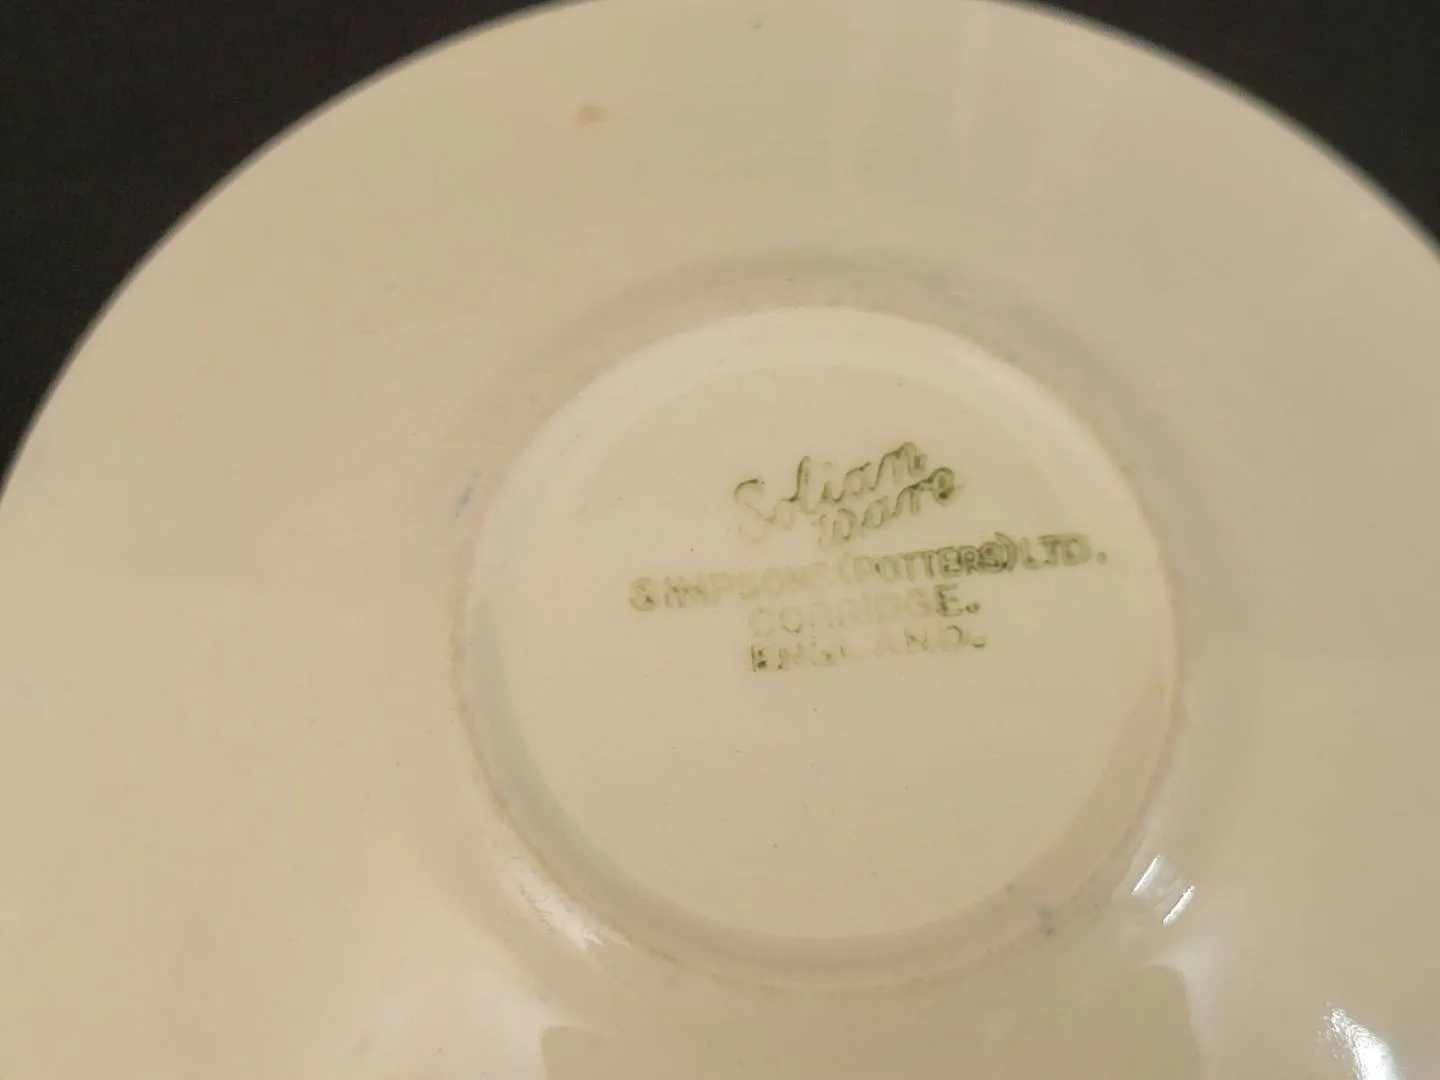 Solian
ware
SIMPSONS (POTTERS) LTD.
COBRIDGE.
ENGLAND.